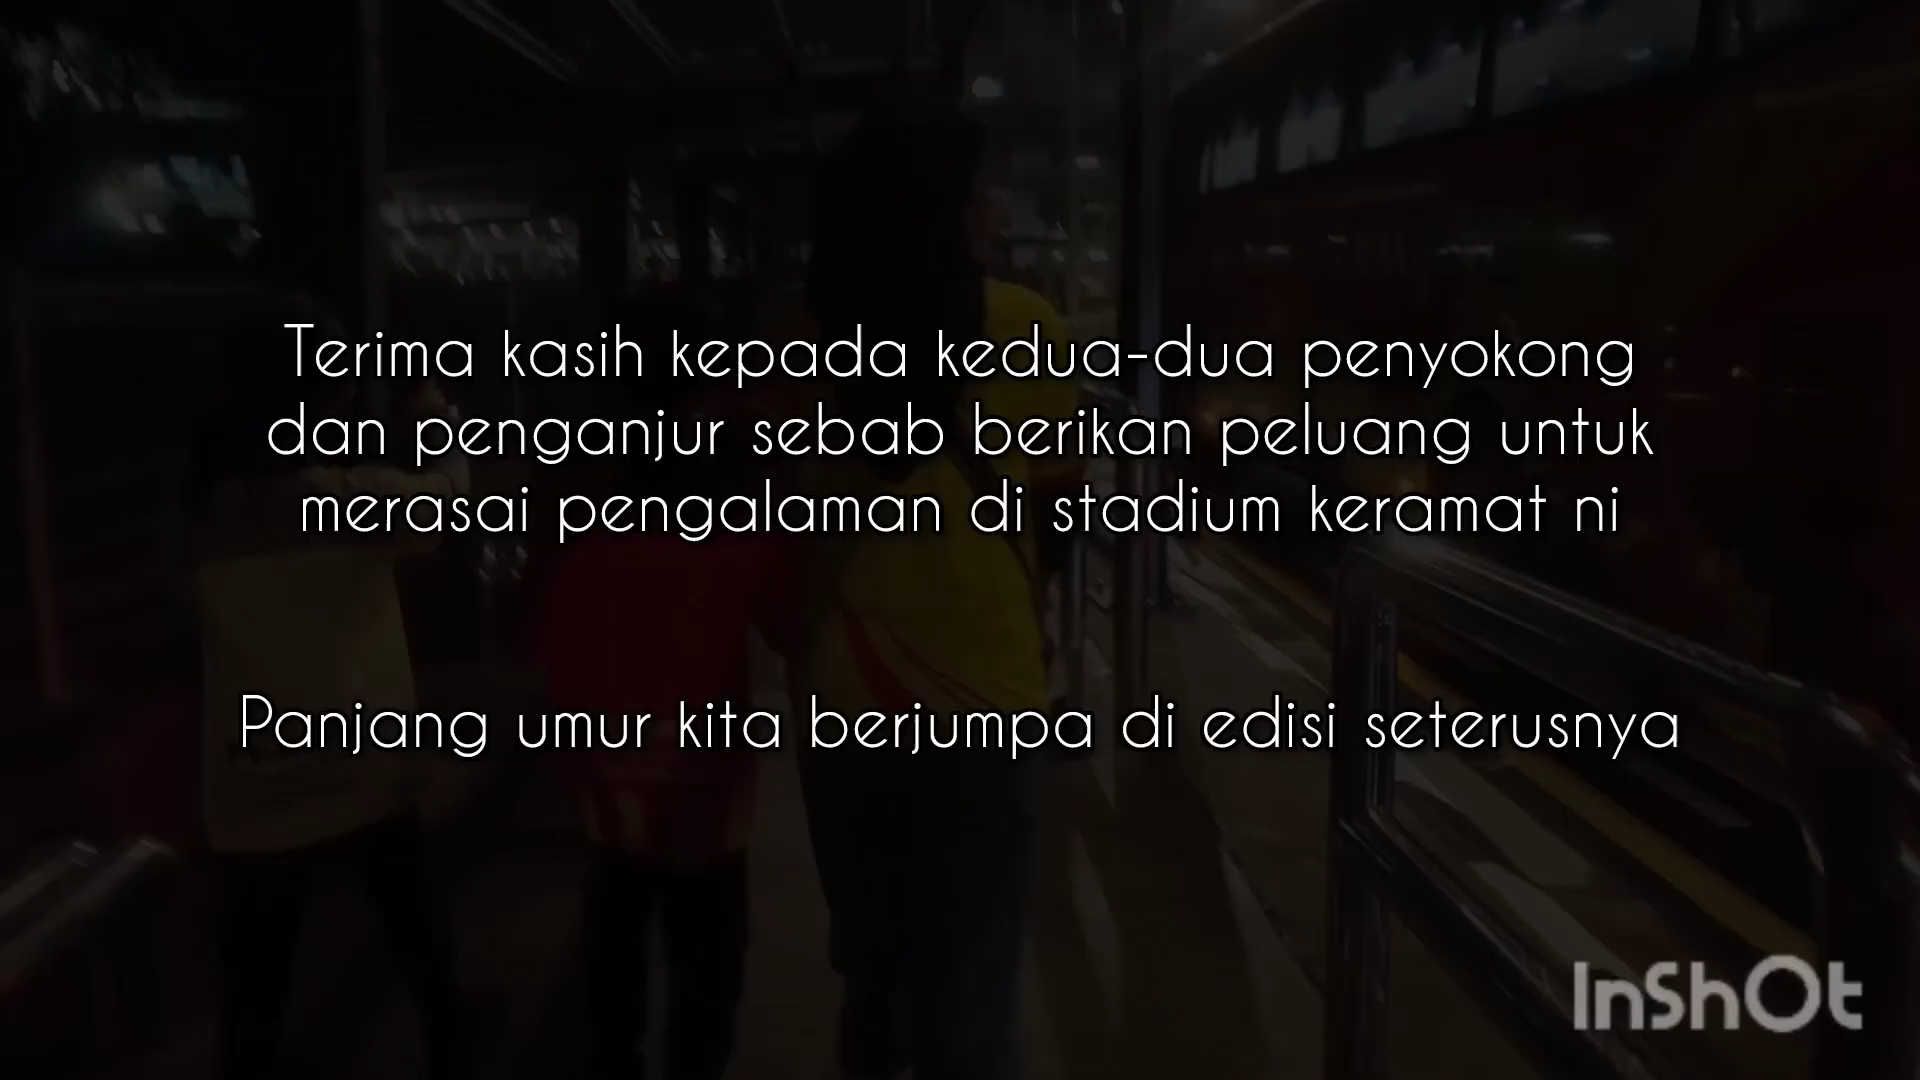 Terima kasih kepada kedua-dua penyokong
dan penganjur sebab berikan peluang untuk
merasai pengalaman di stadium keramat ni
Panjang umur kita berjumpa di edisi seterusnya
InShOt